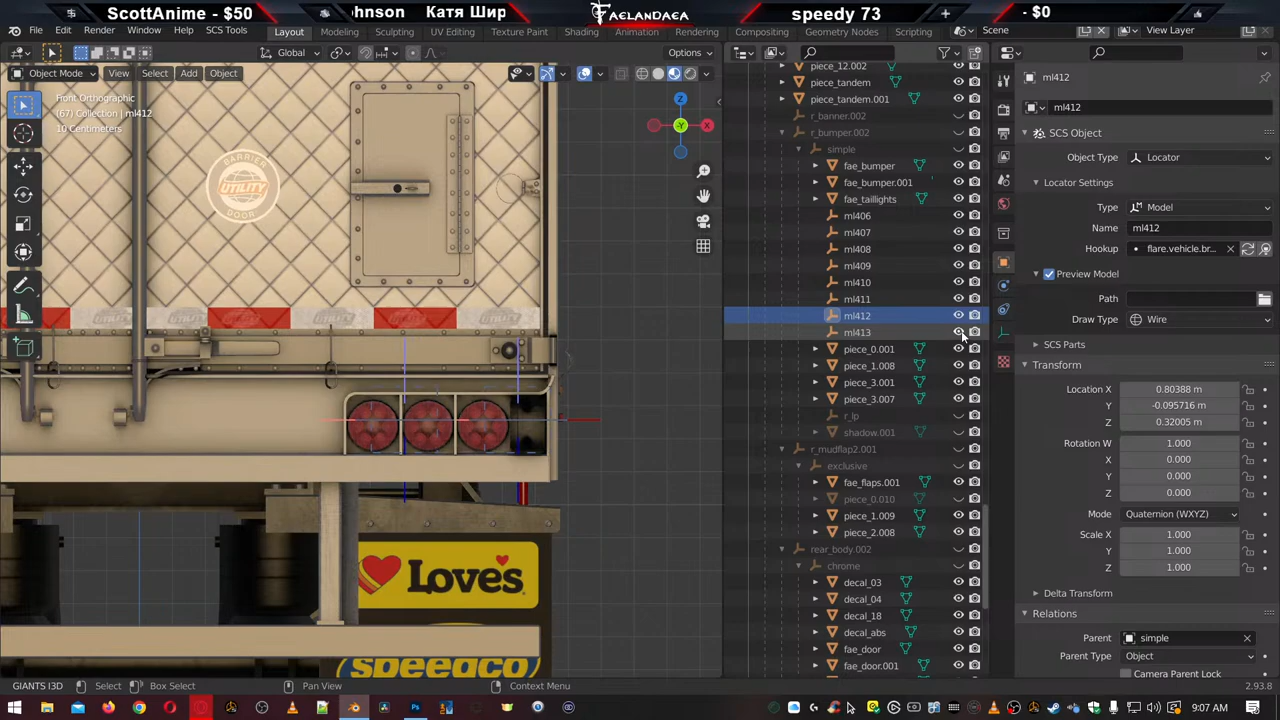 ScottAnime - $50
Johnson Катя Шир
FAELANDAEA
speedy 73
- $0
File Edit Render Window Help SCS Tools
Layout Modeling Sculpting UV Editing Texture Paint Shading Animation Rendering Compositing Geometry Nodes Scripting
Scene
View Layer
Global
Options
Object Mode View Select Add Object
Front Orthographic
(67) Collection | ml412
10 Centimeters
Z
-Y
X
BARRIER
UTILITY
DOOR
Love's
speedco
piece_12.002
piece_tandem
piece_tandem.001
r_banner.002
r_bumper.002
simple
fae_bumper
fae_bumper.001
fae_taillights
ml406
ml407
ml408
ml409
ml410
ml411
ml412
ml413
piece_0.001
piece_1.008
piece_3.001
piece_3.007
r_lp
shadow.001
r_mudflap2.001
exclusive
fae_flaps.001
piece_0.010
piece_1.009
piece_2.008
rear_body.002
chrome
decal_03
decal_04
decal_18
decal_abs
fae_door
fae_door.001
ml412
ml412
SCS Object
Object Type Locator
Locator Settings
Type Model
Name ml412
Hookup flare.vehicle.br...
Preview Model
Path
Draw Type Wire
SCS Parts
Transform
Location X 0.80388 m
Y -0.095716 m
Z 0.32005 m
Rotation W 1.000
X 0.000
Y 0.000
Z 0.000
Mode Quaternion (WXYZ)
Scale X 1.000
Y 1.000
Z 1.000
Delta Transform
Relations
Parent simple
Parent Type Object
Camera Parent Lock
GIANTS I3D Select Box Select Pan View Context Menu 2.93.8
9:07 AM